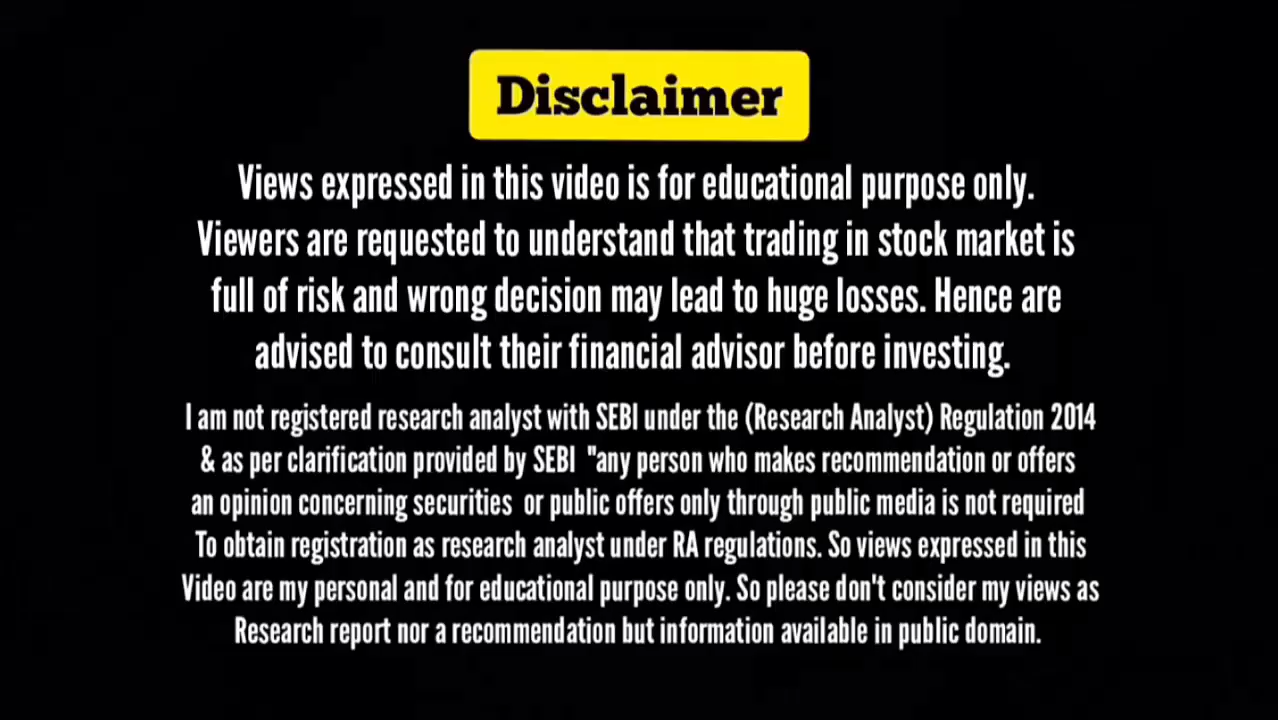 Disclaimer
Views expressed in this video is for educational purpose only.
Viewers are requested to understand that trading in stock market is
full of risk and wrong decision may lead to huge losses. Hence are
advised to consult their financial advisor before investing.
I am not registered research analyst with SEBI under the (Research Analyst) Regulation 2014
& as per clarification provided by SEBI "any person who makes recommendation or offers
an opinion concerning securities or public offers only through public media is not required
To obtain registration as research analyst under RA regulations. So views expressed in this
Video are my personal and for educational purpose only. So please don't consider my views as
Research report nor a recommendation but information available in public domain.